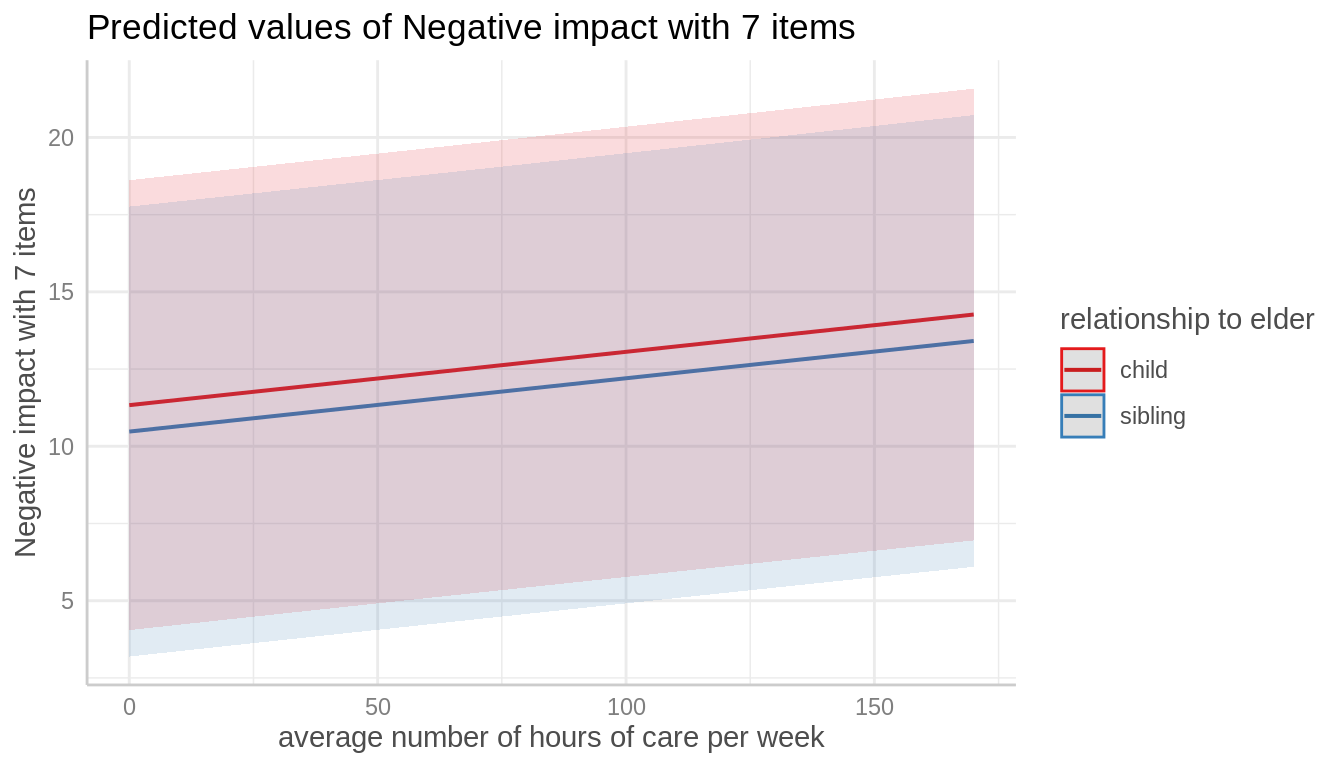 Predicted values of Negative impact with 7 items
Negative impact with 7 items
20
15
10
5
0
50
100
150
average number of hours of care per week
relationship to elder
child
sibling